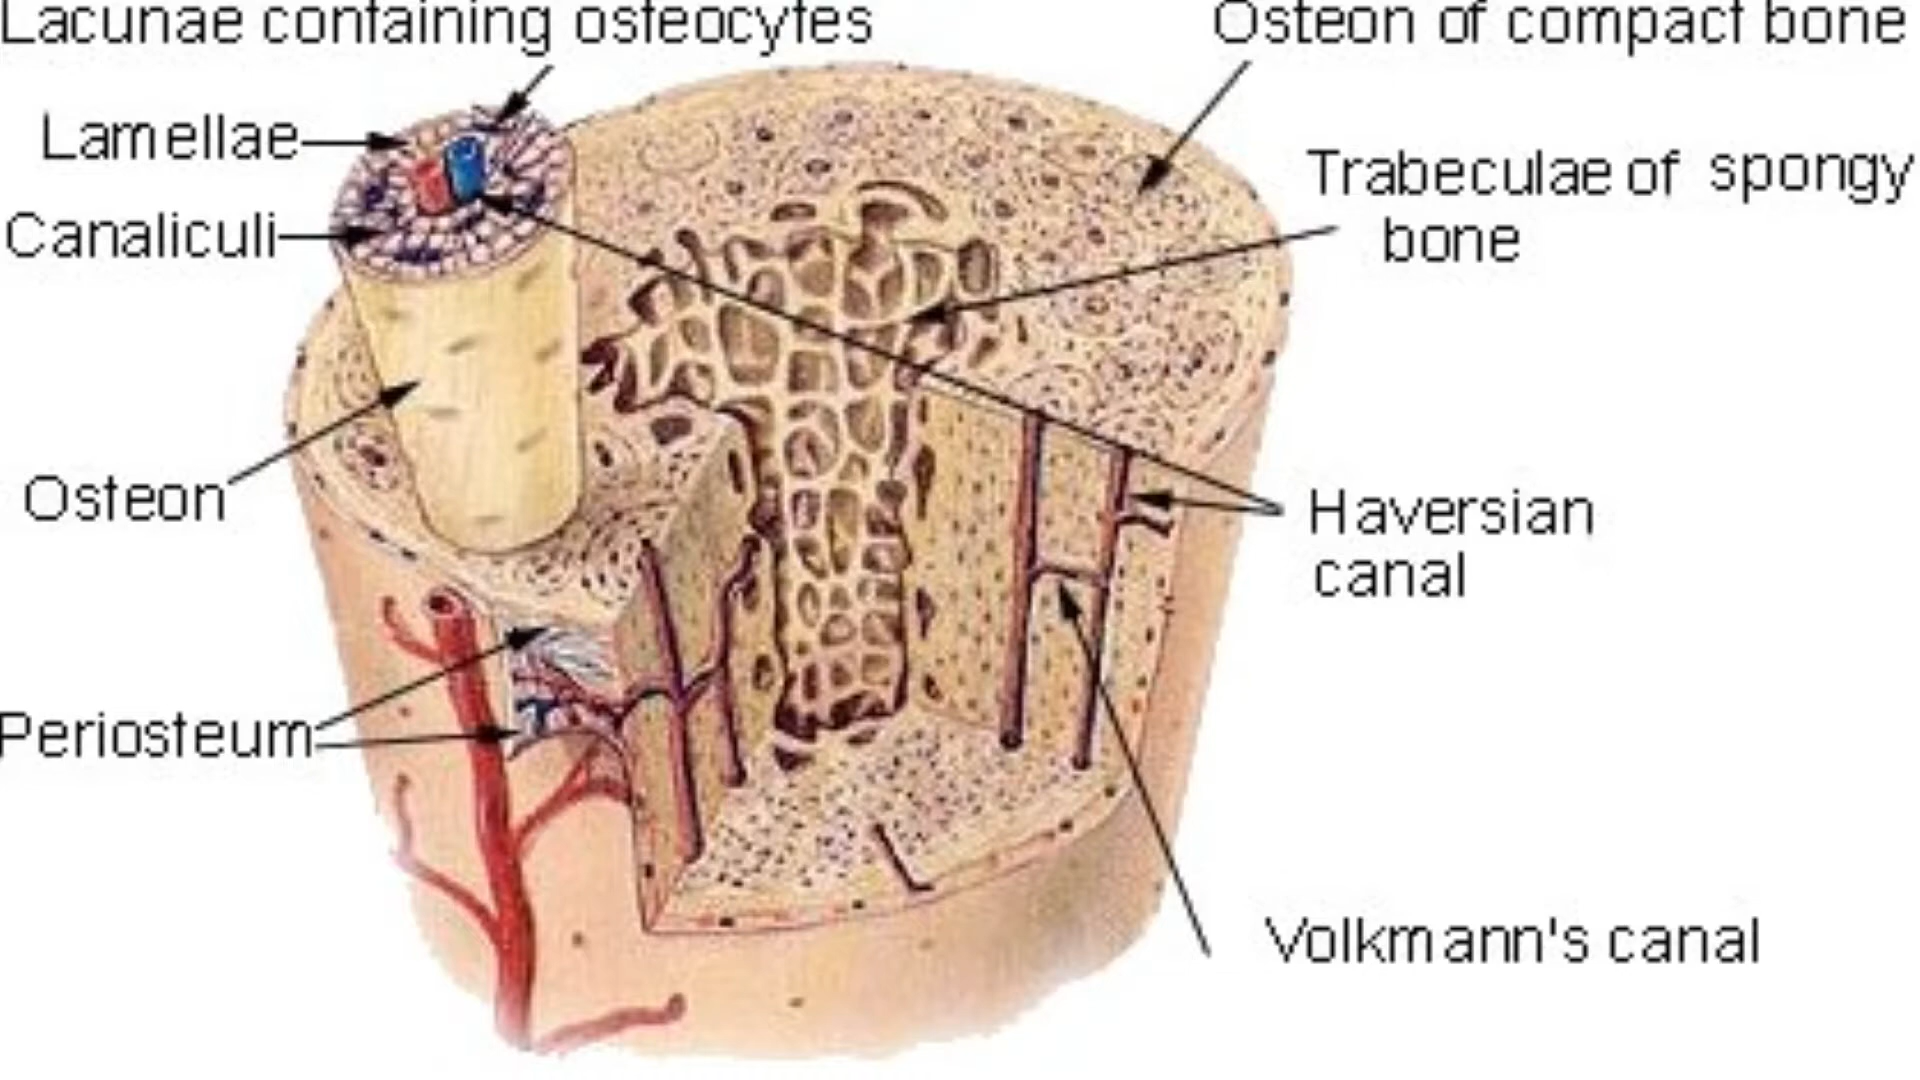 Lacunae containing osteocytes
Osteon of compact bone
Lamellae
Trabeculae of spongy
bone
Canaliculi
Osteon
Haversian
canal
Periosteum
Volkmann's canal